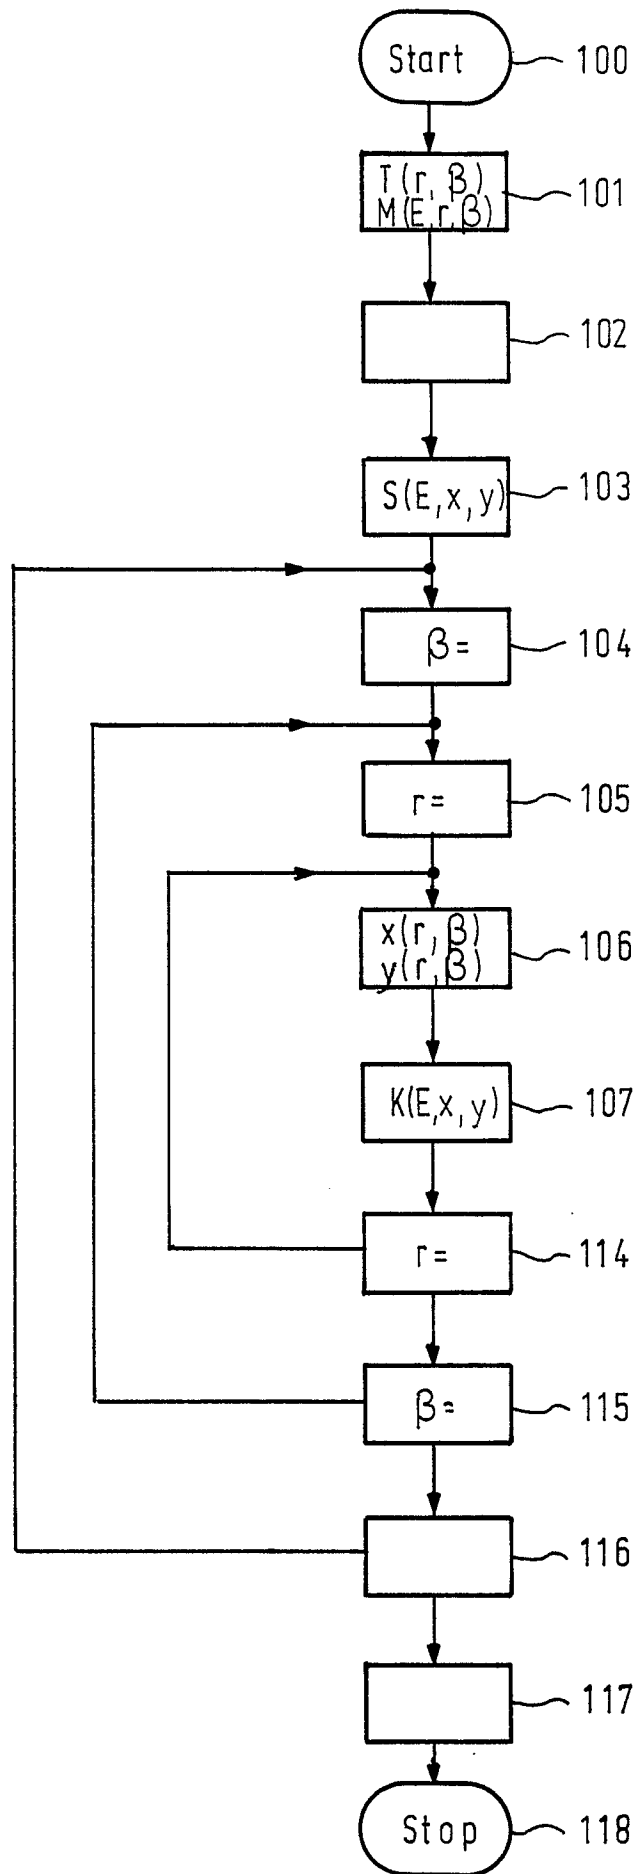 Start 100
T(r, β)
M(E, r, β) 101
102
S(E, x, y) 103
β= 104
r= 105
x(r, β)
y(r, β) 106
K(E, x, y) 107
r= 114
β= 115
116
117
Stop 118